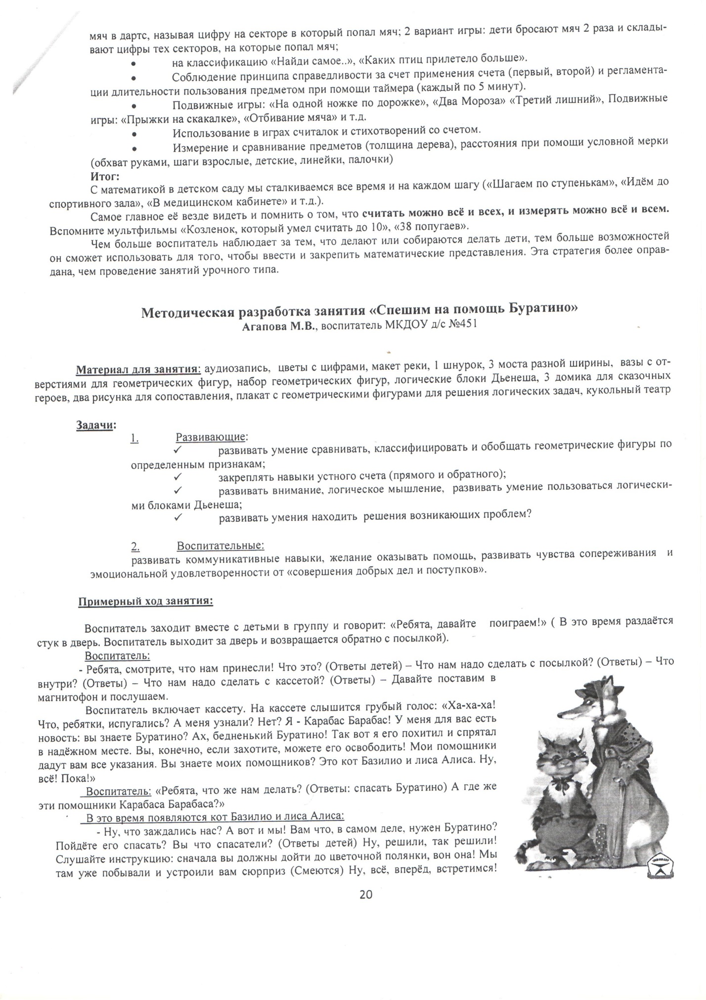 мяч в дартс, называя цифру на секторе в который попал мяч; 2 вариант игры: дети бросают мяч 2 раза и склады-
вают цифры тех секторов, на которые попал мяч;
• на классификацию «Найди самое..», «Каких птиц прилетело больше».
• Соблюдение принципа справедливости за счет применения счета (первый, второй) и регламента-
ции длительности пользования предметом при помощи таймера (каждый по 5 минут).
• Подвижные игры: «На одной ножке по дорожке», «Два Мороза» «Третий лишний», Подвижные
игры: «Прыжки на скакалке», «Отбивание мяча» и т.д.
• Использование в играх считалок и стихотворений со счетом.
• Измерение и сравнивание предметов (толщина дерева), расстояния при помощи условной мерки
(обхват руками, шаги взрослые, детские, линейки, палочки)
Итог:
С математикой в детском саду мы сталкиваемся все время и на каждом шагу («Шагаем по ступенькам», «Идём до
спортивного зала», «В медицинском кабинете» и т.д.).
Самое главное её везде видеть и помнить о том, что считать можно всё и всех, и измерять можно всё и всем.
Вспомните мультфильмы «Козленок, который умел считать до 10», «38 попугаев».
Чем больше воспитатель наблюдает за тем, что делают или собираются делать дети, тем больше возможностей
он сможет использовать для того, чтобы ввести и закрепить математические представления. Эта стратегия более оправ-
дана, чем проведение занятий урочного типа.
Методическая разработка занятия «Спешим на помощь Буратино»
Агапова М.В., воспитатель МКДОУ д/с №451
Материал для занятия: аудиозапись, цветы с цифрами, макет реки, 1 шнурок, 3 моста разной ширины, вазы с от-
верстиями для геометрических фигур, набор геометрических фигур, логические блоки Дьенеша, 3 домика для сказочных
героев, два рисунка для сопоставления, плакат с геометрическими фигурами для решения логических задач, кукольный театр
Задачи:
1. Развивающие:
✓ развивать умение сравнивать, классифицировать и обобщать геометрические фигуры по
определенным признакам;
✓ закреплять навыки устного счета (прямого и обратного);
✓ развивать внимание, логическое мышление, развивать умение пользоваться логически-
ми блоками Дьенеша;
✓ развивать умения находить решения возникающих проблем?
2. Воспитательные:
развивать коммуникативные навыки, желание оказывать помощь, развивать чувства сопереживания и
эмоциональной удовлетворенности от «совершения добрых дел и поступков».
Примерный ход занятия:
Воспитатель заходит вместе с детьми в группу и говорит: «Ребята, давайте поиграем!» ( В это время раздаётся
стук в дверь. Воспитатель выходит за дверь и возвращается обратно с посылкой).
Воспитатель:
- Ребята, смотрите, что нам принесли! Что это? (Ответы детей) – Что нам надо сделать с посылкой? (Ответы) – Что
внутри? (Ответы) – Что нам надо сделать с кассетой? (Ответы) – Давайте поставим в
магнитофон и послушаем.
Воспитатель включает кассету. На кассете слышится грубый голос: «Ха-ха-ха!
Что, ребятки, испугались? А меня узнали? Нет? Я - Карабас Барабас! У меня для вас есть
новость: вы знаете Буратино? Ах, бедненький Буратино! Так вот я его похитил и спрятал
в надёжном месте. Вы, конечно, если захотите, можете его освободить! Мои помощники
дадут вам все указания. Вы знаете моих помощников? Это кот Базилио и лиса Алиса. Ну,
всё! Пока!»
Воспитатель: «Ребята, что же нам делать? (Ответы: спасать Буратино) А где же
эти помощники Карабаса Барабаса?»
В это время появляются кот Базилио и лиса Алиса:
- Ну, что заждались нас? А вот и мы! Вам что, в самом деле, нужен Буратино?
Пойдёте его спасать? Вы что спасатели? (Ответы детей) Ну, решили, так решили!
Слушайте инструкцию: сначала вы должны дойти до цветочной полянки, вон она! Мы
там уже побывали и устроили вам сюрприз (Смеются) Ну, всё, вперёд, встретимся!
20